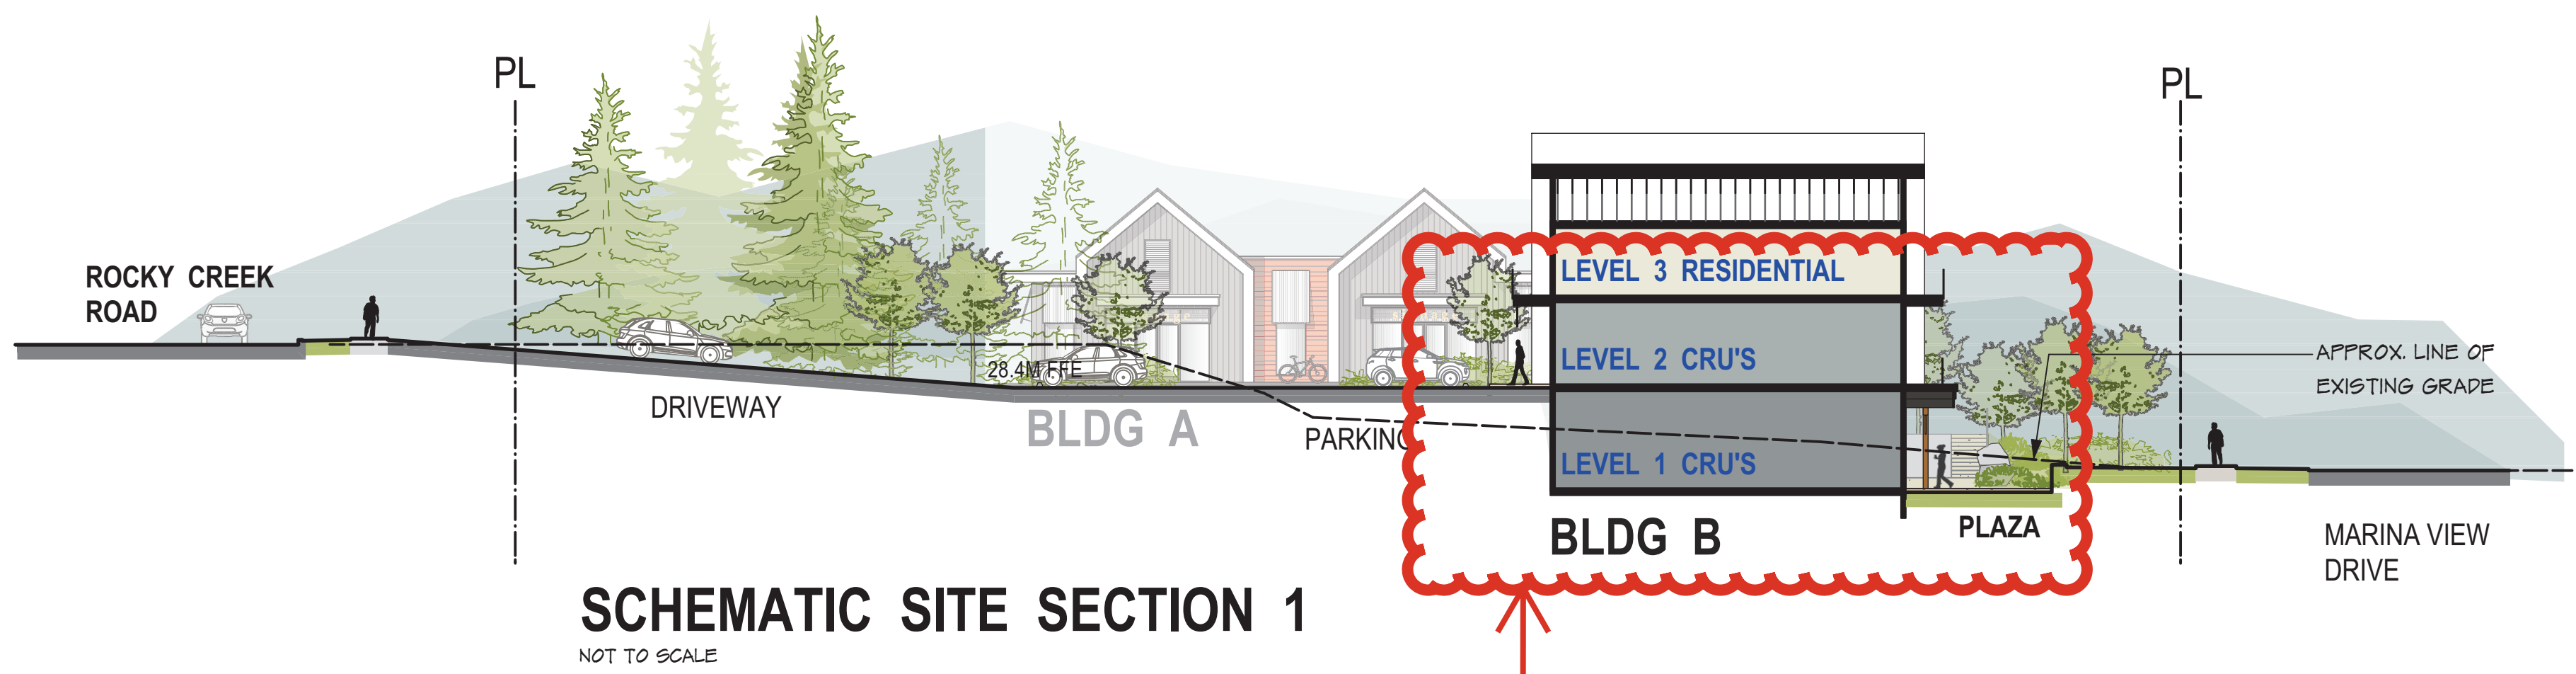 PL
PL
ROCKY CREEK
ROAD
LEVEL 3 RESIDENTIAL
LEVEL 2 CRU'S
APPROX. LINE OF
EXISTING GRADE
28.4M FFE
DRIVEWAY
BLDG A
PARKING
LEVEL 1 CRU'S
BLDG B
PLAZA
MARINA VIEW
DRIVE
SCHEMATIC SITE SECTION 1
NOT TO SCALE